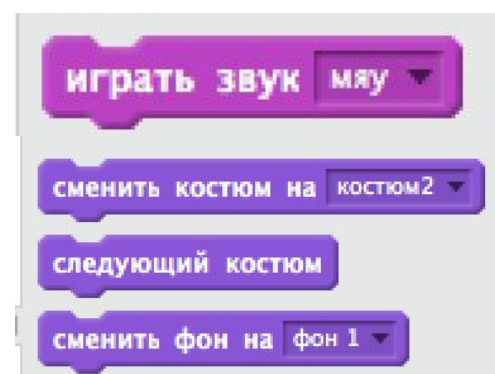 играть звук мяу
сменить костюм на костюм2
следующий костюм
сменить фон на фон 1